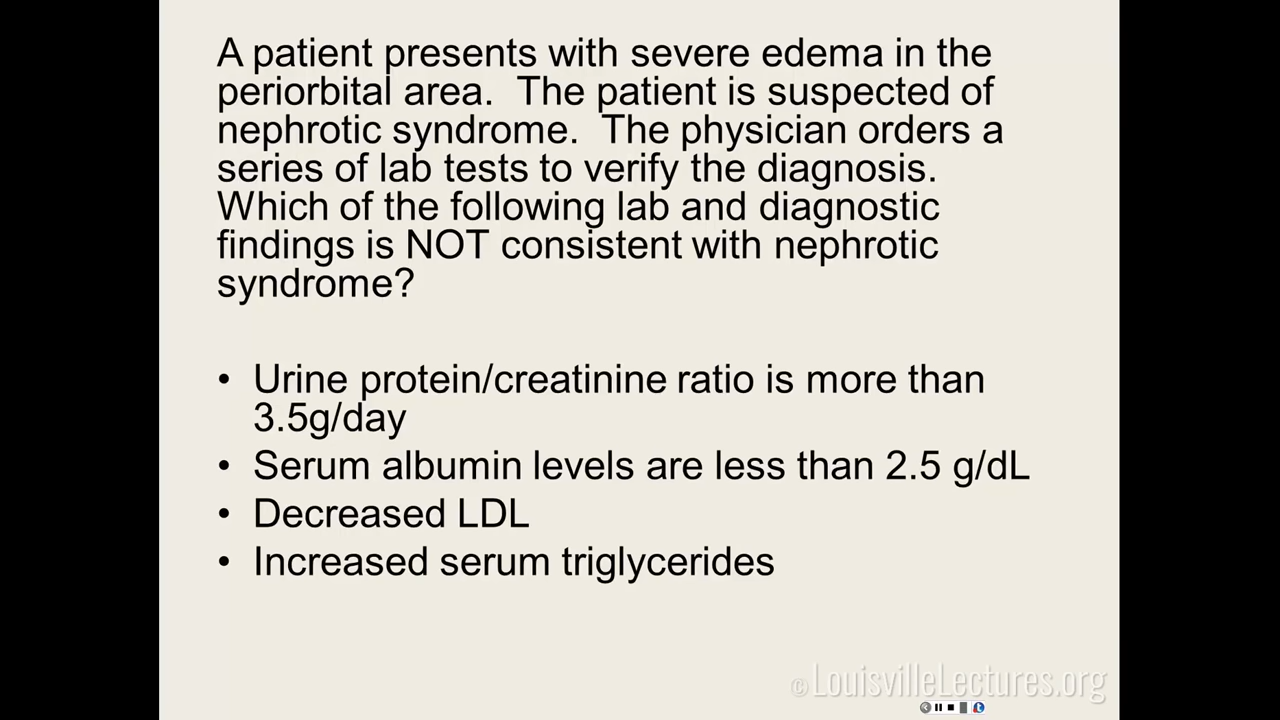 A patient presents with severe edema in the
periorbital area.  The patient is suspected of
nephrotic syndrome.  The physician orders a
series of lab tests to verify the diagnosis.
Which of the following lab and diagnostic
findings is NOT consistent with nephrotic
syndrome?
• Urine protein/creatinine ratio is more than
3.5g/day
• Serum albumin levels are less than 2.5 g/dL
• Decreased LDL
• Increased serum triglycerides
©LouisvilleLectures.org